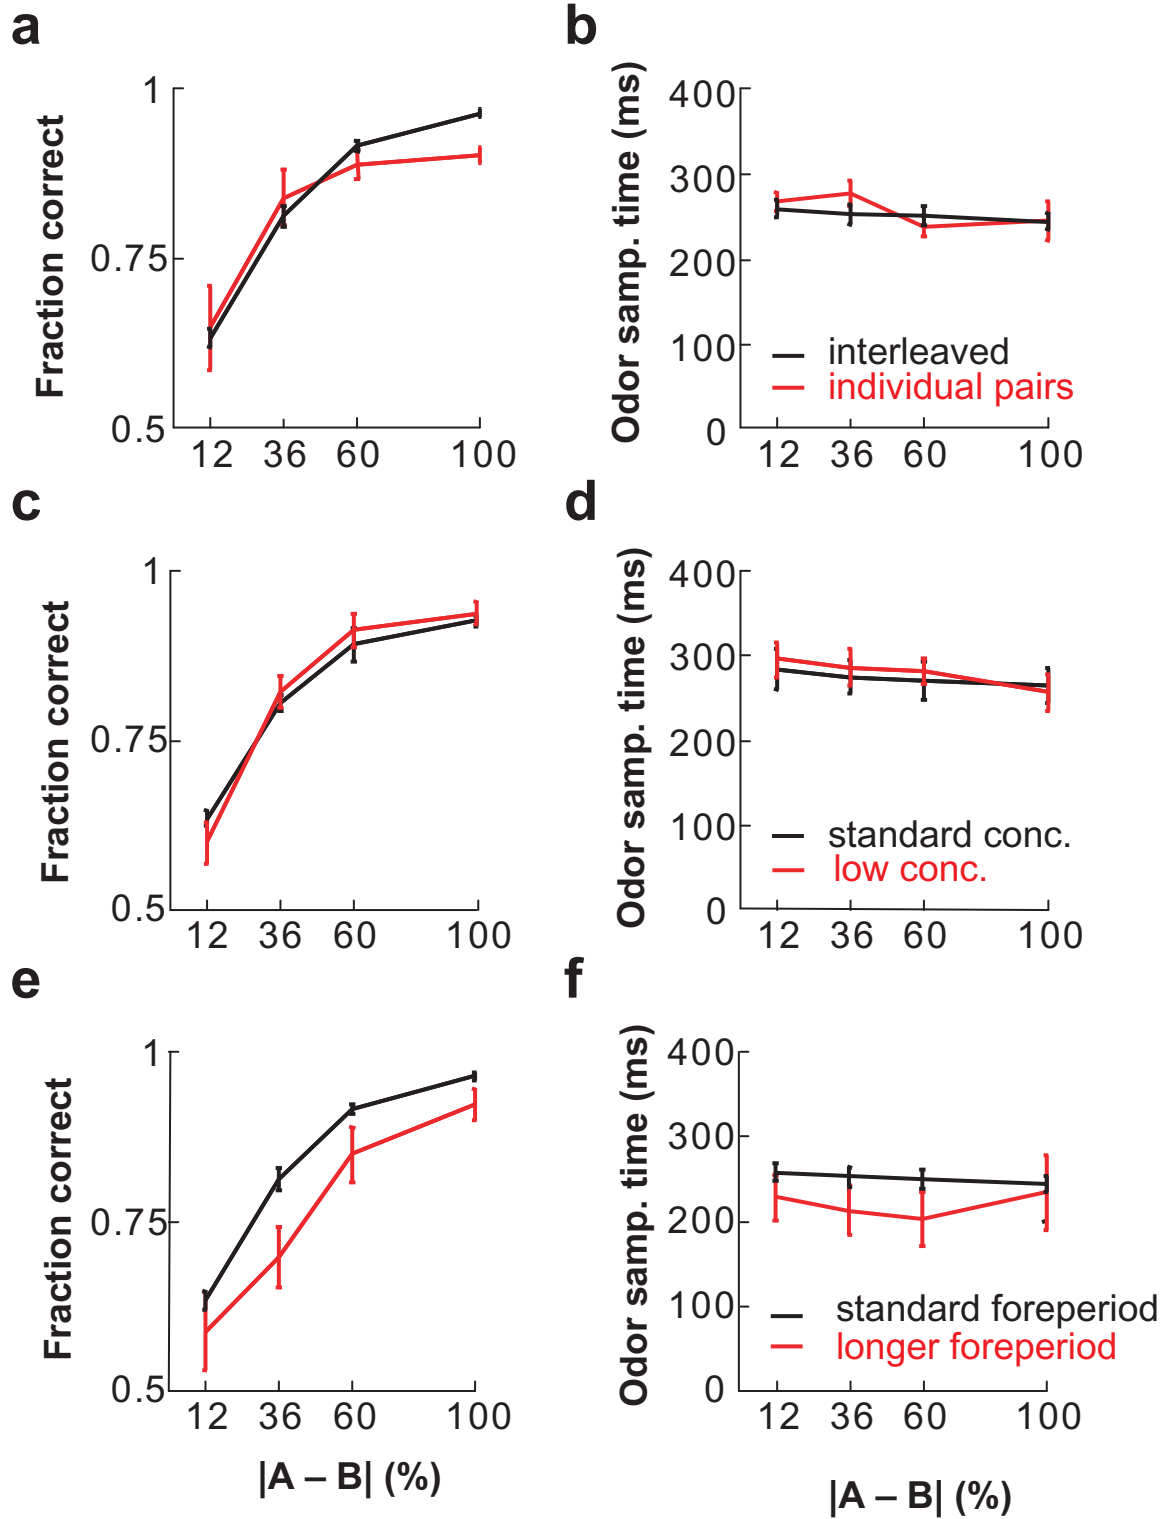 a
Fraction correct
1
0.75
0.5
12 36 60 100
b
Odor samp. time (ms)
400
300
200
100
0
interleaved
individual pairs
12 36 60 100
c
Fraction correct
1
0.75
0.5
12 36 60 100
d
Odor samp. time (ms)
400
300
200
100
0
standard conc.
low conc.
12 36 60 100
e
Fraction correct
1
0.75
0.5
12 36 60 100
|A – B| (%)
f
Odor samp. time (ms)
400
300
200
100
0
standard foreperiod
longer foreperiod
12 36 60 100
|A – B| (%)